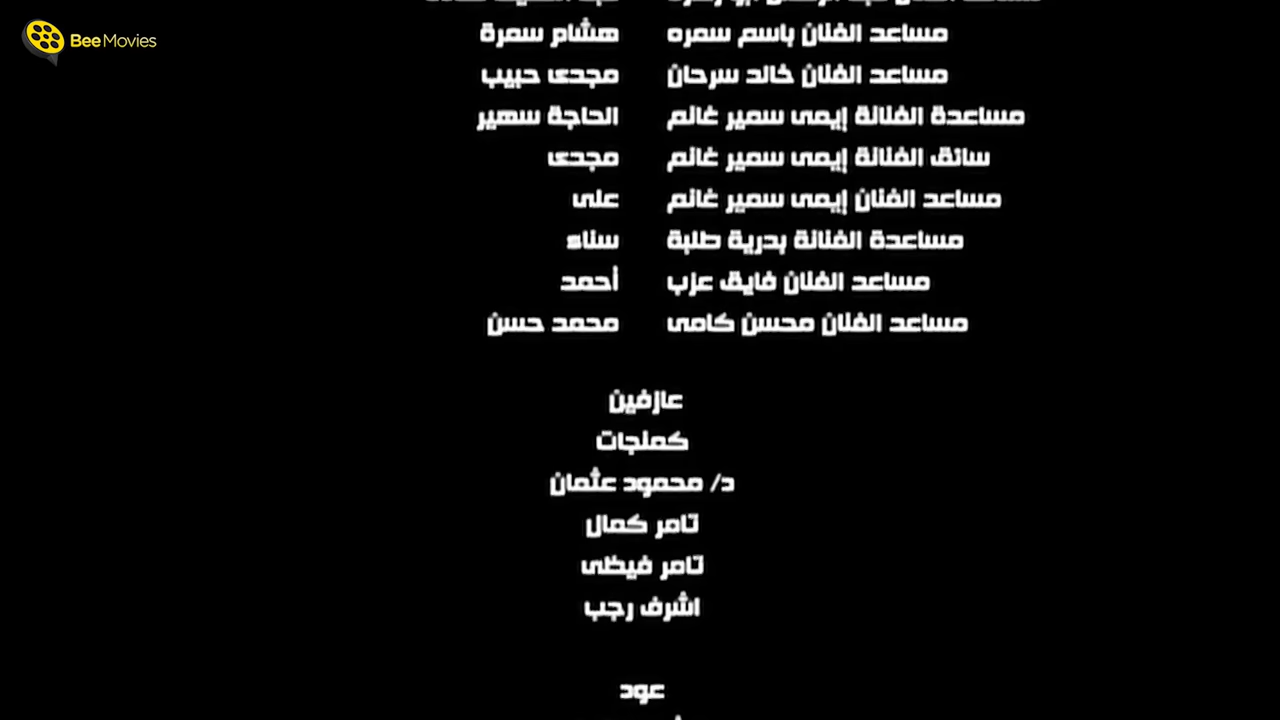 Bee Movies
مساعد الفنان باسم سمره هشام سمرة
مساعد الفنان خالد سرحان مجدى حبيب
مساعدة الفنانة إيمى سمير غانم الحاجة سهير
سائق الفنانة إيمى سمير غانم مجدى
مساعد الفنان إيمى سمير غانم على
مساعدة الفنانة بدرية طلبة سناء
مساعد الفنان فايق عزب أحمد
مساعد الفنان محسن كامى محمد حسن
عازفين
كمنجات
د/ محمود عثمان
تامر كمال
تامر فيظى
اشرف رجب
عود